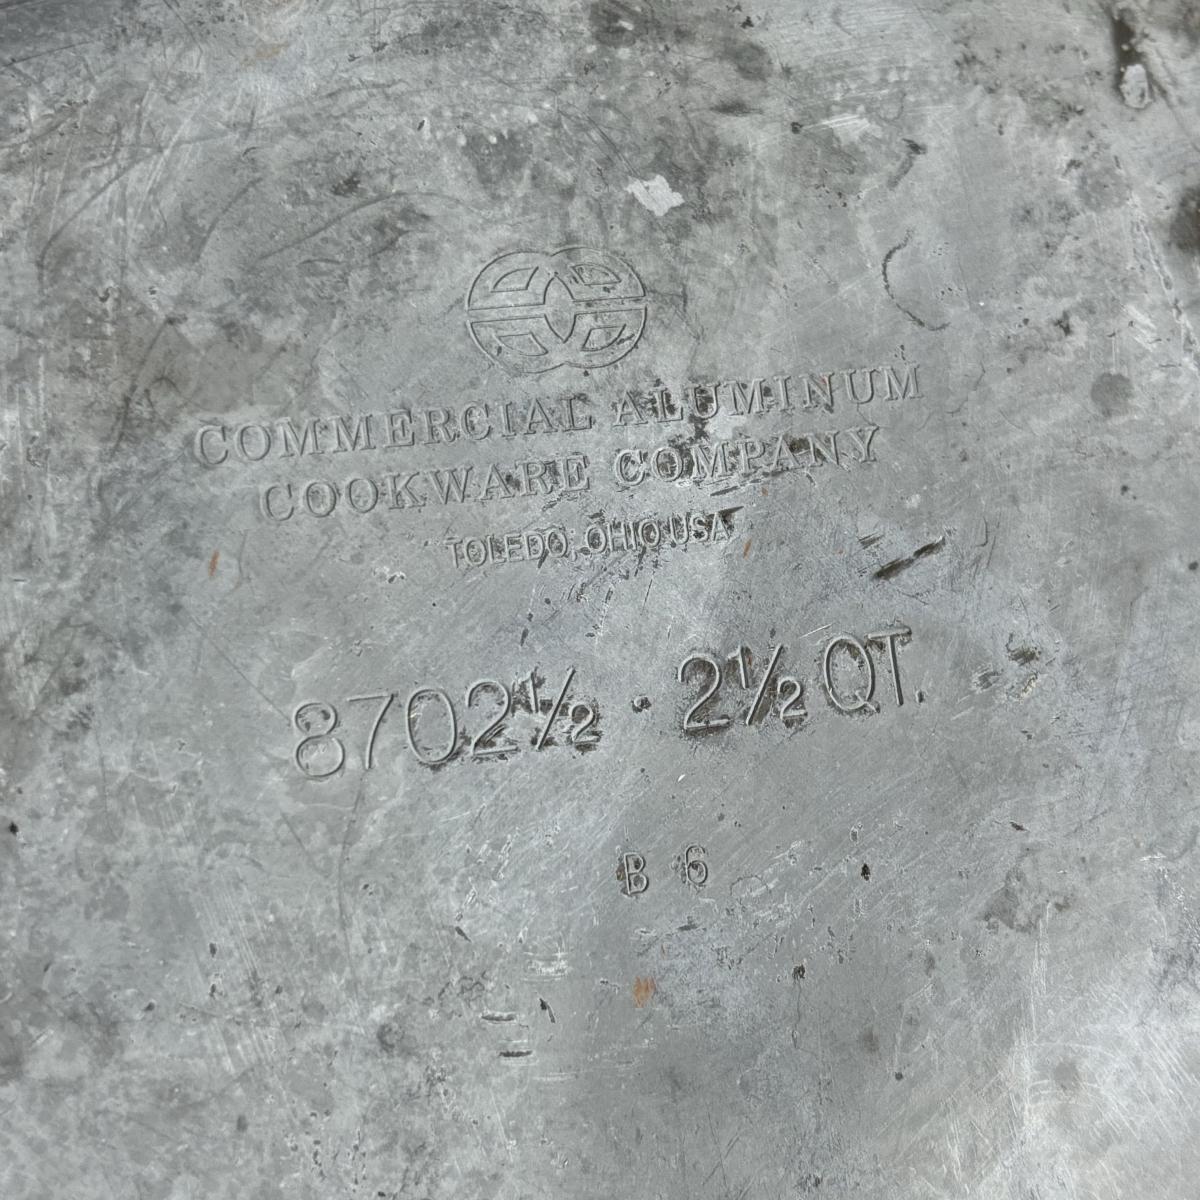 COMMERCIAL ALUMINUM
COOKWARE COMPANY
TOLEDO, OHIO USA
8702½ · 2½ QT.
B 6